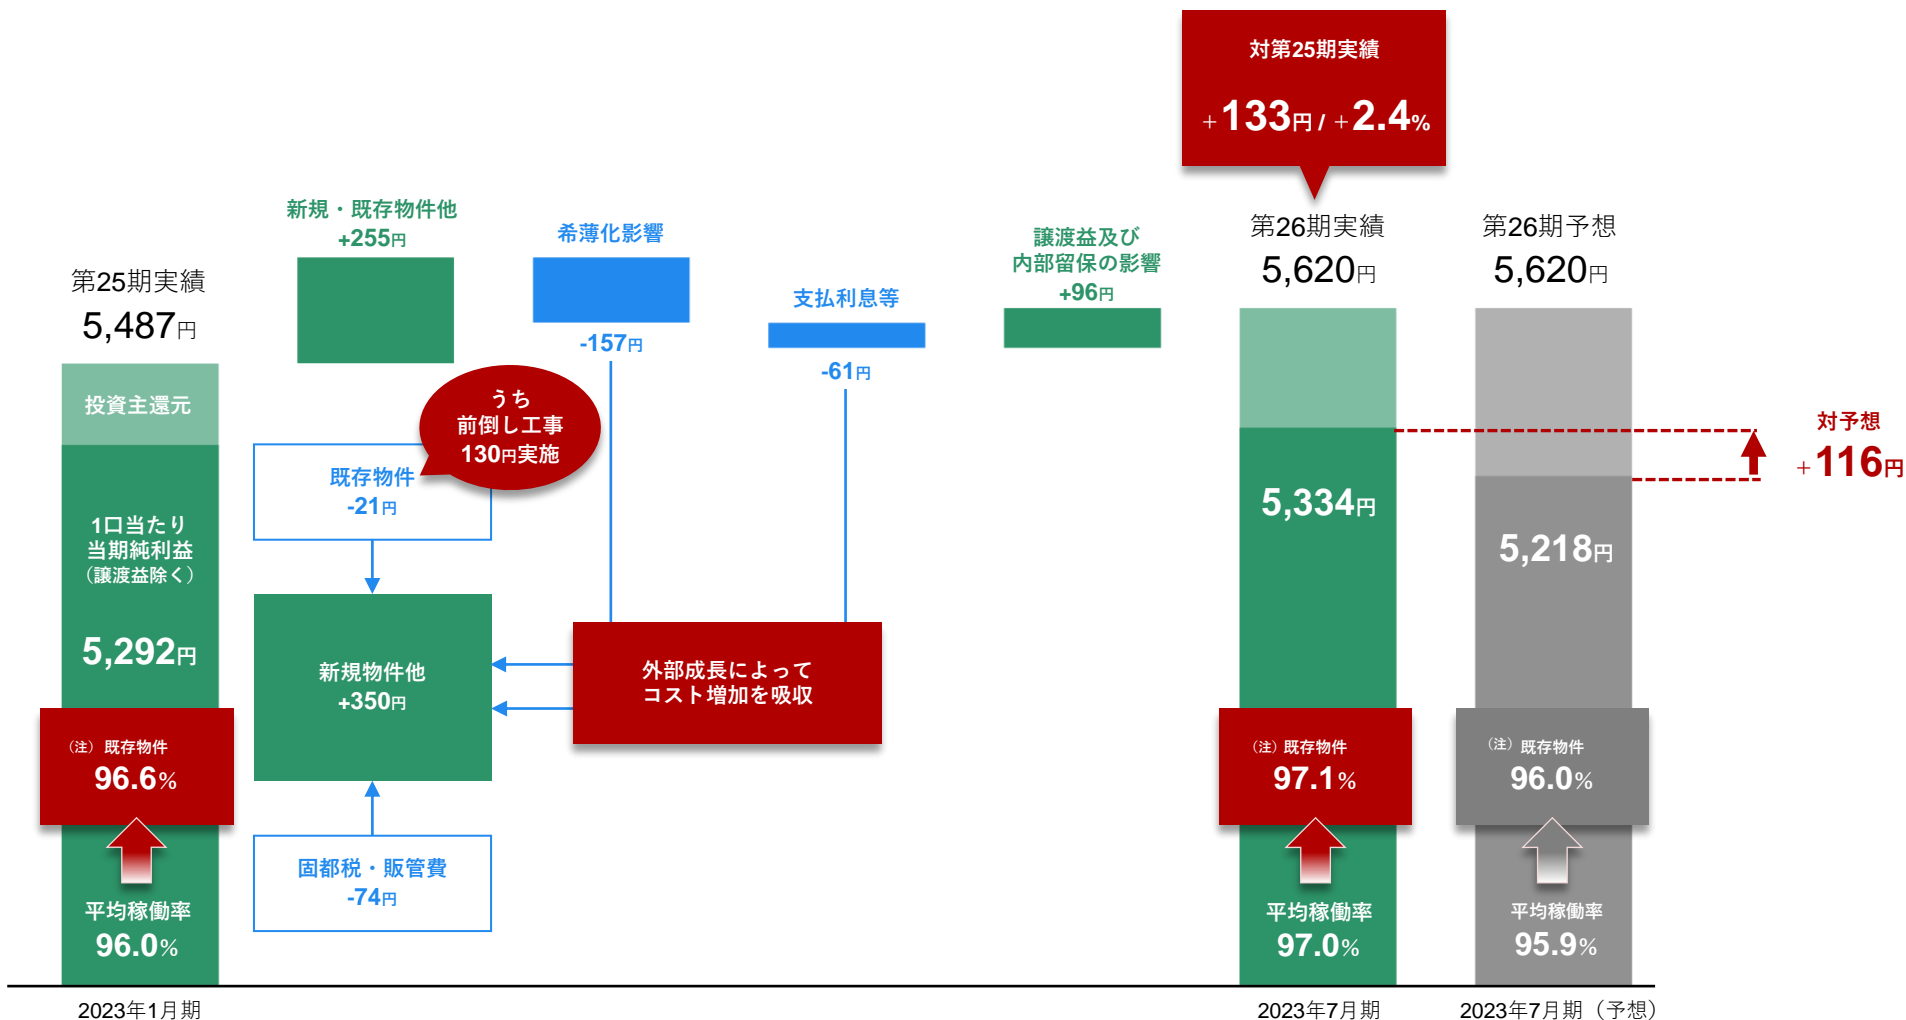 第25期実績
5,487円
投資主還元
1口当たり
当期純利益
（譲渡益除く）
5,292円
（注）既存物件
96.6%
平均稼働率
96.0%
2023年1月期
新規・既存物件他
+255円
うち
前倒し工事
130円実施
既存物件
-21円
新規物件他
+350円
固都税・販管費
-74円
希薄化影響
-157円
支払利息等
-61円
外部成長によって
コスト増加を吸収
譲渡益及び
内部留保の影響
+96円
対第25期実績
+133円 / +2.4%
第26期実績
5,620円
5,334円
（注）既存物件
97.1%
平均稼働率
97.0%
2023年7月期
第26期予想
5,620円
5,218円
（注）既存物件
96.0%
平均稼働率
95.9%
2023年7月期（予想）
対予想
+116円